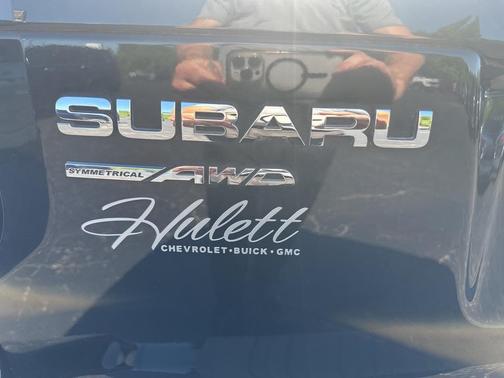 SUBARU
SYMMETRICAL AWD
Hulett
CHEVROLET•BUICK•GMC